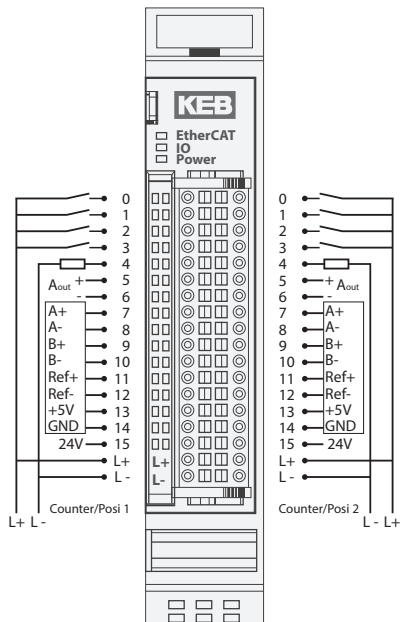 KEB
EtherCAT
IO
Power
0 0
1 1
2 2
3 3
4 4
Aout + 5 5 + Aout
- 6 6 -
A+ 7 7 A+
A- 8 8 A-
B+ 9 9 B+
B- 10 10 B-
Ref+ 11 11 Ref+
Ref- 12 12 Ref-
+5V 13 13 +5V
GND 14 14 GND
24V 15 15 24V
L+ L+ L+
L - L- L -
Counter/Posi 1 Counter/Posi 2
L+ L - L - L+